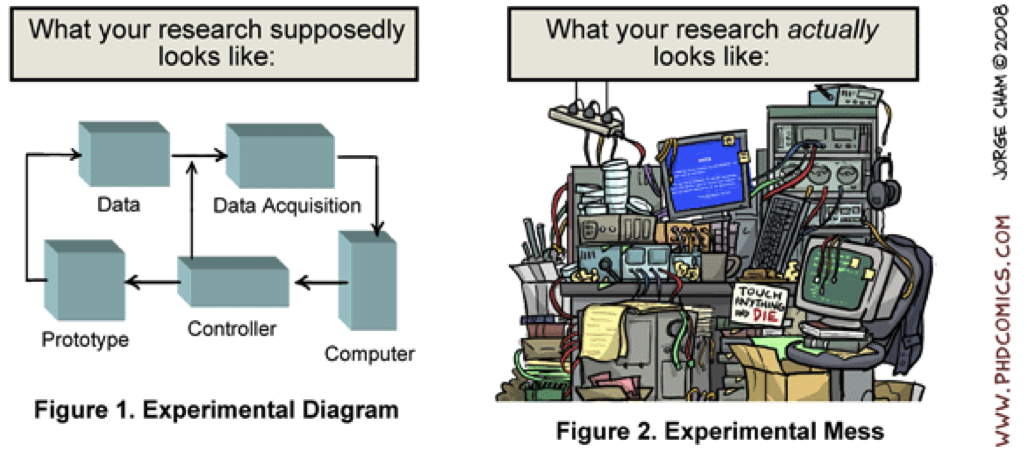 What your research supposedly
looks like:
Data
Data Acquisition
Prototype
Controller
Computer
Figure 1. Experimental Diagram
What your research actually
looks like:
TOUCH
ANYTHING
AND DIE
Figure 2. Experimental Mess
JORGE CHAM © 2008
WWW.PHDCOMICS.COM